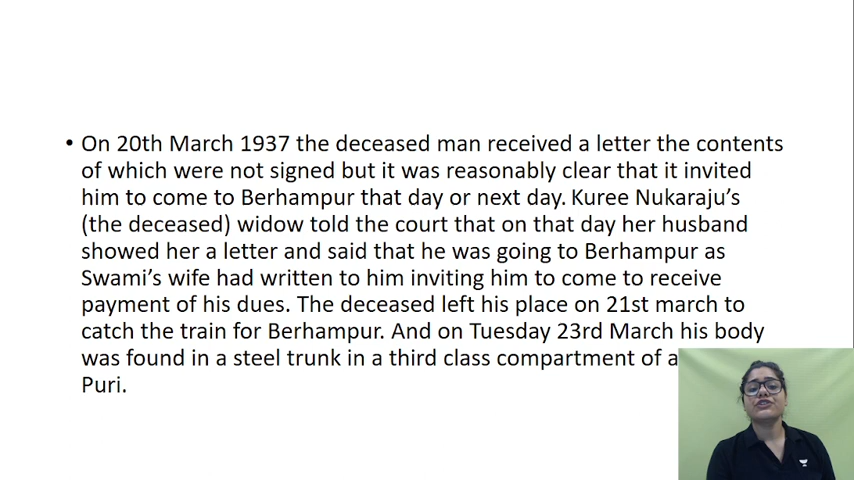 • On 20th March 1937 the deceased man received a letter the contents
of which were not signed but it was reasonably clear that it invited
him to come to Berhampur that day or next day. Kuree Nukaraju’s
(the deceased) widow told the court that on that day her husband
showed her a letter and said that he was going to Berhampur as
Swami’s wife had written to him inviting him to come to receive
payment of his dues. The deceased left his place on 21st march to
catch the train for Berhampur. And on Tuesday 23rd March his body
was found in a steel trunk in a third class compartment of a
Puri.